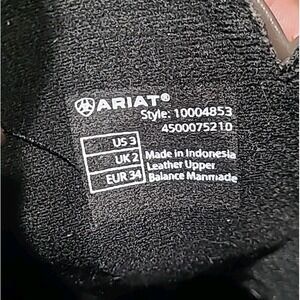 ARIAT®
Style: 10004853
4500075210
US 3
UK 2
EUR 34
Made in Indonesia
Leather Upper
Balance Manmade